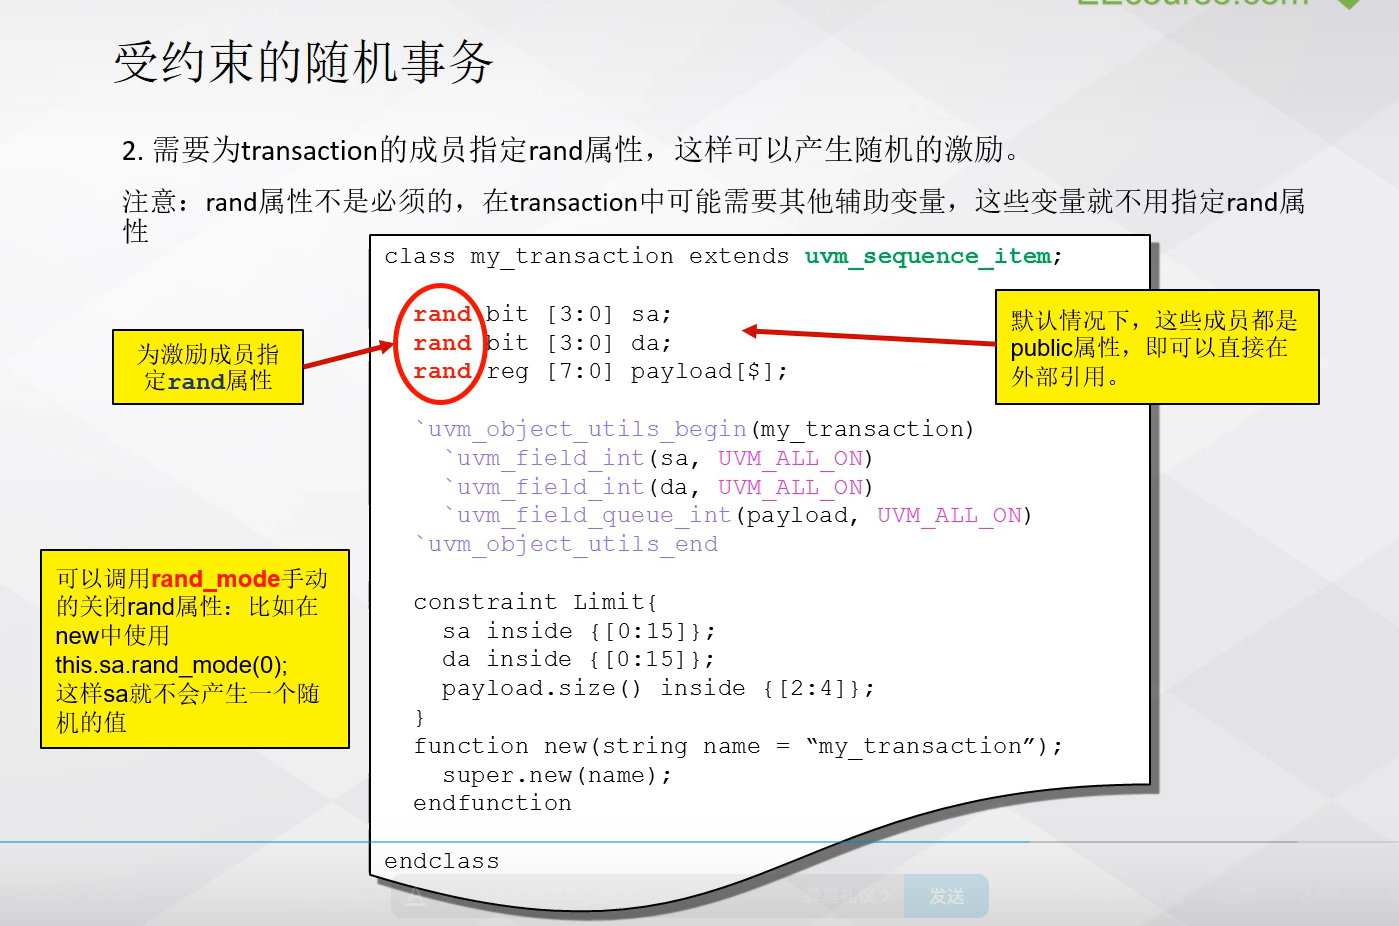 受约束的随机事务
2. 需要为transaction的成员指定rand属性，这样可以产生随机的激励。
注意：rand属性不是必须的，在transaction中可能需要其他辅助变量，这些变量就不用指定rand属
性
class my_transaction extends uvm_sequence_item;
rand bit [3:0] sa;
rand bit [3:0] da;
rand reg [7:0] payload[$];
为激励成员指
定rand属性
默认情况下，这些成员都是
public属性，即可以直接在
外部引用。
`uvm_object_utils_begin(my_transaction)
`uvm_field_int(sa, UVM_ALL_ON)
`uvm_field_int(da, UVM_ALL_ON)
`uvm_field_queue_int(payload, UVM_ALL_ON)
`uvm_object_utils_end
可以调用rand_mode手动
的关闭rand属性：比如在
new中使用
this.sa.rand_mode(0);
这样sa就不会产生一个随
机的值
constraint Limit{
sa inside {[0:15]};
da inside {[0:15]};
payload.size() inside {[2:4]};
}
function new(string name = “my_transaction”);
super.new(name);
endfunction
endclass
弹幕礼仪 >
发送